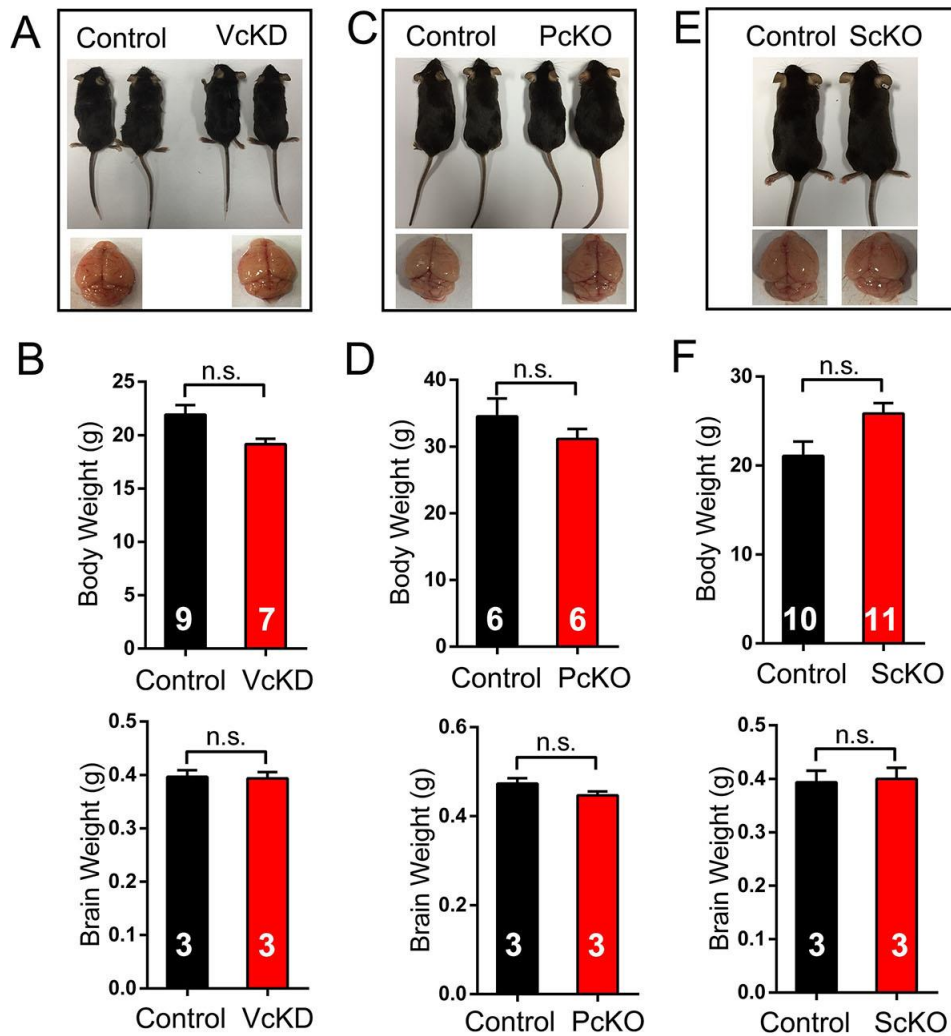 A
Control VcKD
C
Control PcKO
E
Control ScKO
B
n.s.
Body Weight (g)
25
20
15
10
5
0
9 7
Control VcKD
D
n.s.
Body Weight (g)
40
30
20
10
0
6 6
Control PcKO
F
n.s.
Body Weight (g)
30
20
10
0
10 11
Control ScKO
n.s.
Brain Weight (g)
0.5
0.4
0.3
0.2
0.1
0.0
3 3
Control VcKD
n.s.
Brain Weight (g)
0.6
0.4
0.2
0.0
3 3
Control PcKO
n.s.
Brain Weight (g)
0.5
0.4
0.3
0.2
0.1
0.0
3 3
Control ScKO